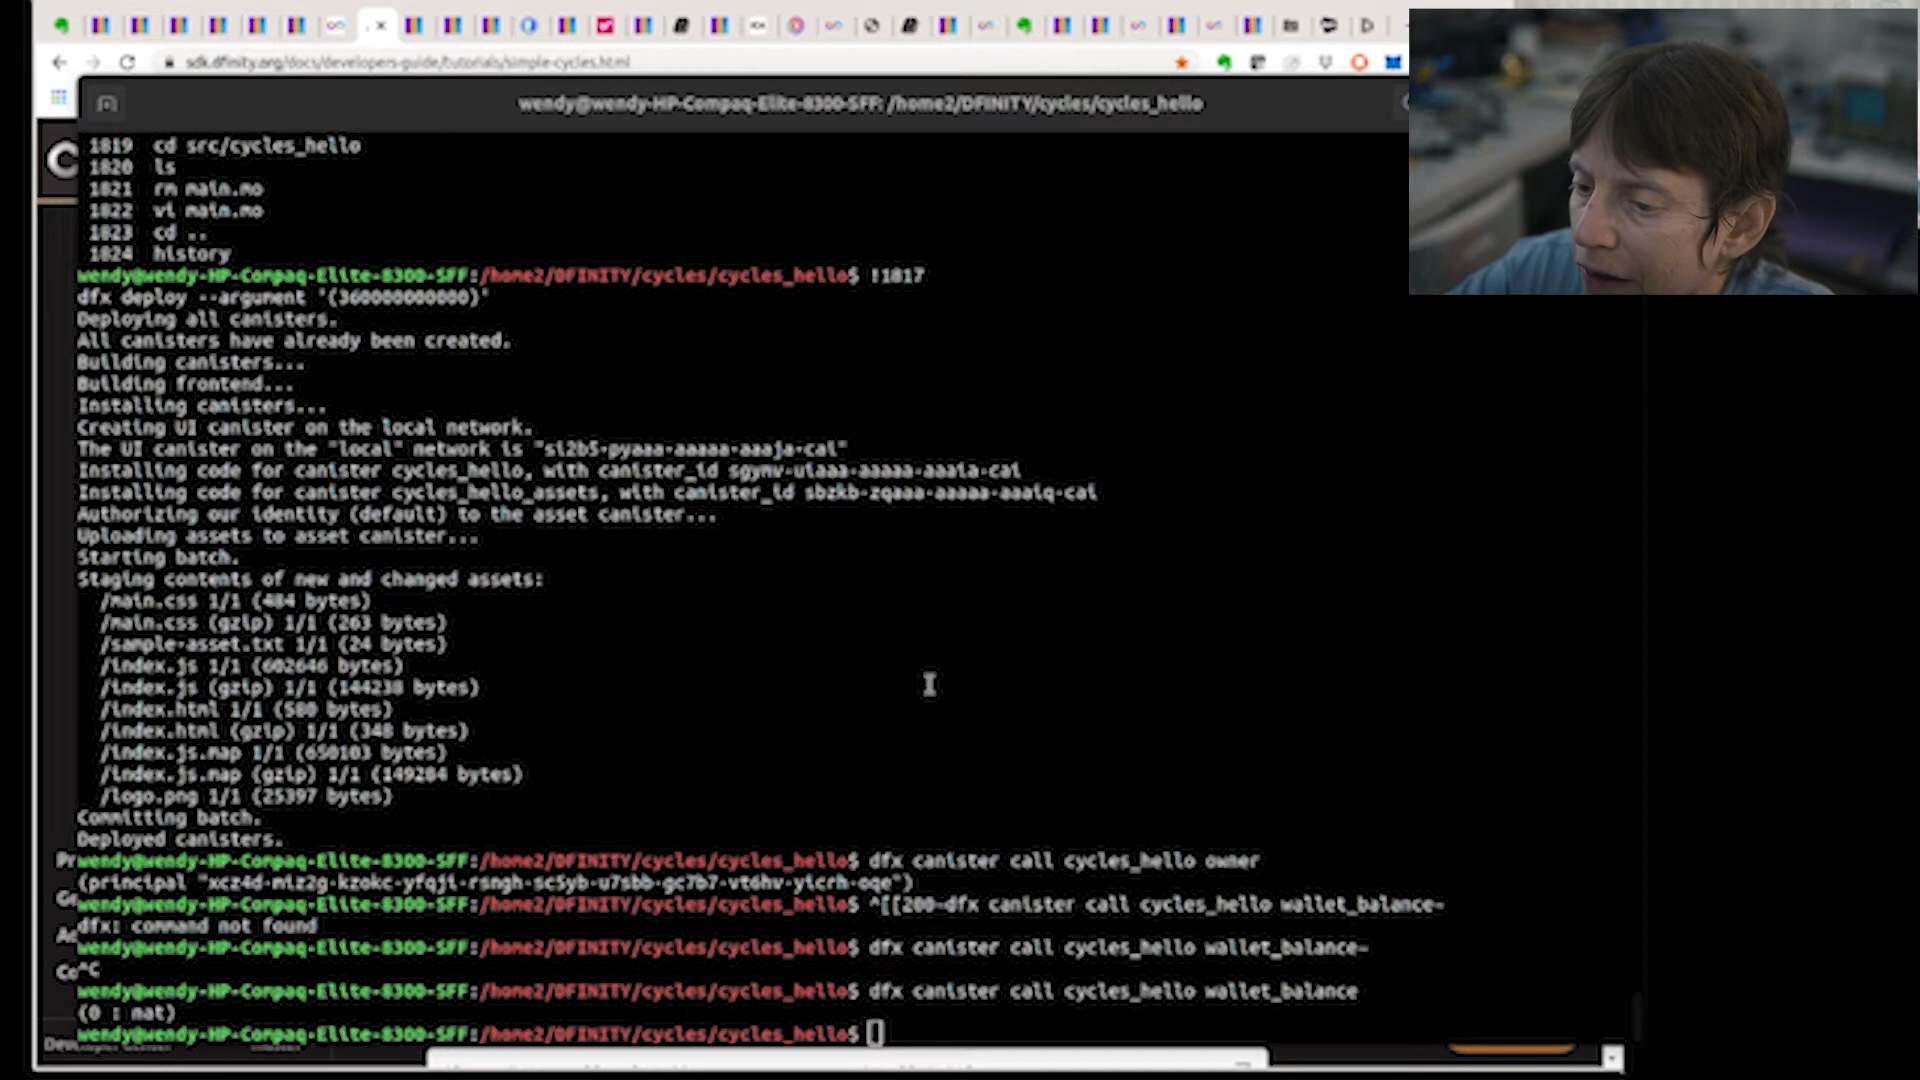 sdk.dfinity.org/docs/developers-guide/tutorials/simple-cycles.html
wendy@wendy-HP-Compaq-Elite-8300-SFF: /home2/DFINITY/cycles/cycles_hello
1819  cd src/cycles_hello
1820  ls
1821  rm main.mo
1822  vi main.mo
1823  cd ..
1824  history
wendy@wendy-HP-Compaq-Elite-8300-SFF:/home2/DFINITY/cycles/cycles_hello$ !1817
dfx deploy --argument '(360000000000)'
Deploying all canisters.
All canisters have already been created.
Building canisters...
Building frontend...
Installing canisters...
Creating UI canister on the local network.
The UI canister on the "local" network is "si2b5-pyaaa-aaaaa-aaaja-cai"
Installing code for canister cycles_hello, with canister_id sgymv-uiaaa-aaaaa-aaaia-cai
Installing code for canister cycles_hello_assets, with canister_id sbzkb-zqaaa-aaaaa-aaaiq-cai
Authorizing our identity (default) to the asset canister...
Uploading assets to asset canister...
Starting batch.
Staging contents of new and changed assets:
/main.css 1/1 (484 bytes)
/main.css (gzip) 1/1 (263 bytes)
/sample-asset.txt 1/1 (24 bytes)
/index.js 1/1 (602646 bytes)
/index.js (gzip) 1/1 (144238 bytes)
/index.html 1/1 (580 bytes)
/index.html (gzip) 1/1 (348 bytes)
/index.js.map 1/1 (650103 bytes)
/index.js.map (gzip) 1/1 (149284 bytes)
/logo.png 1/1 (25397 bytes)
Committing batch.
Deployed canisters.
wendy@wendy-HP-Compaq-Elite-8300-SFF:/home2/DFINITY/cycles/cycles_hello$ dfx canister call cycles_hello owner
(principal "xcz4d-miz2g-kzokc-yfqji-rsngh-sc5yb-u7sbb-gc7b7-vt6hv-yicrh-oqe")
wendy@wendy-HP-Compaq-Elite-8300-SFF:/home2/DFINITY/cycles/cycles_hello$ ^[[200~dfx canister call cycles_hello wallet_balance~
dfx: command not found
wendy@wendy-HP-Compaq-Elite-8300-SFF:/home2/DFINITY/cycles/cycles_hello$ dfx canister call cycles_hello wallet_balance~
^C
wendy@wendy-HP-Compaq-Elite-8300-SFF:/home2/DFINITY/cycles/cycles_hello$ dfx canister call cycles_hello wallet_balance
(0 : nat)
wendy@wendy-HP-Compaq-Elite-8300-SFF:/home2/DFINITY/cycles/cycles_hello$